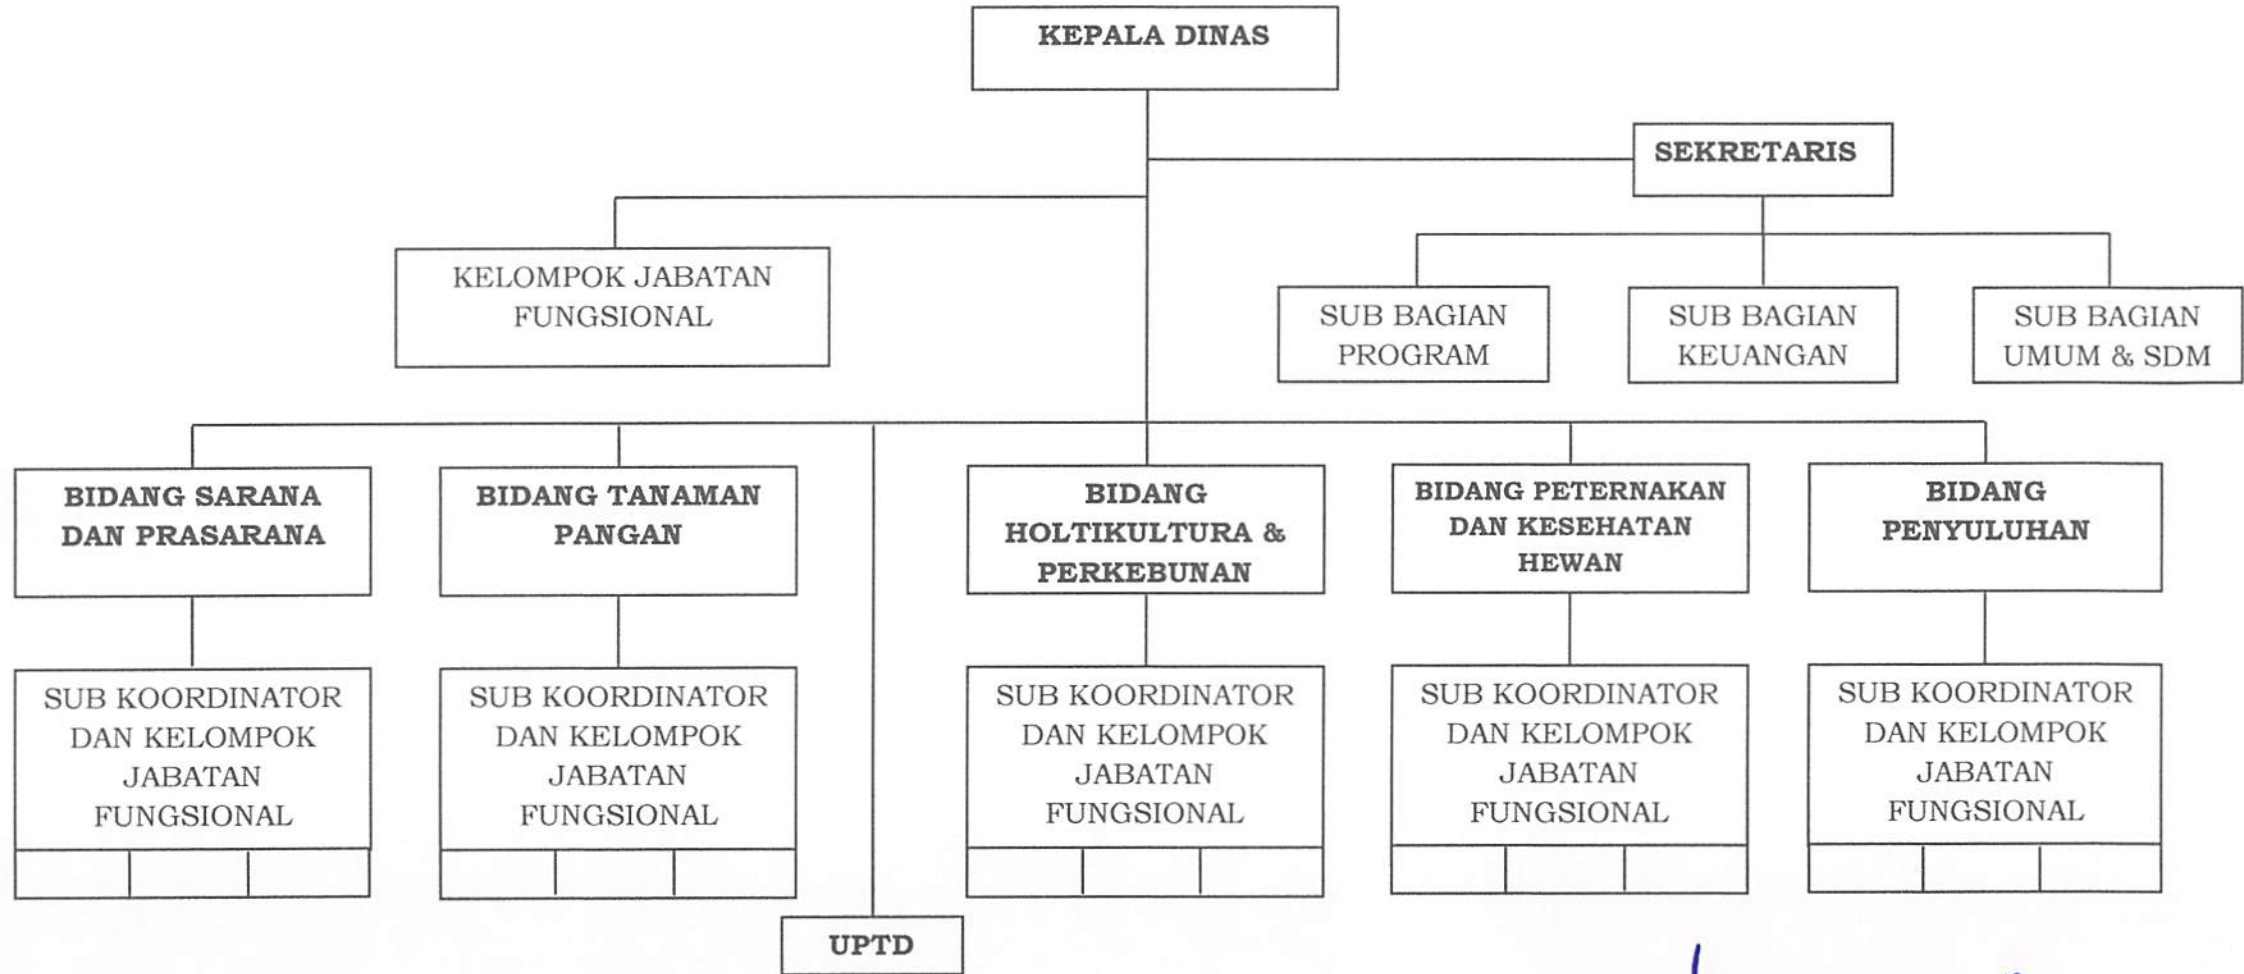 KEPALA DINAS
SEKRETARIS
KELOMPOK JABATAN
FUNGSIONAL
SUB BAGIAN
PROGRAM
SUB BAGIAN
KEUANGAN
SUB BAGIAN
UMUM & SDM
BIDANG SARANA
DAN PRASARANA
BIDANG TANAMAN
PANGAN
BIDANG
HOLTIKULTURA &
PERKEBUNAN
BIDANG PETERNAKAN
DAN KESEHATAN
HEWAN
BIDANG
PENYULUHAN
SUB KOORDINATOR
DAN KELOMPOK
JABATAN
FUNGSIONAL
SUB KOORDINATOR
DAN KELOMPOK
JABATAN
FUNGSIONAL
SUB KOORDINATOR
DAN KELOMPOK
JABATAN
FUNGSIONAL
SUB KOORDINATOR
DAN KELOMPOK
JABATAN
FUNGSIONAL
SUB KOORDINATOR
DAN KELOMPOK
JABATAN
FUNGSIONAL
UPTD